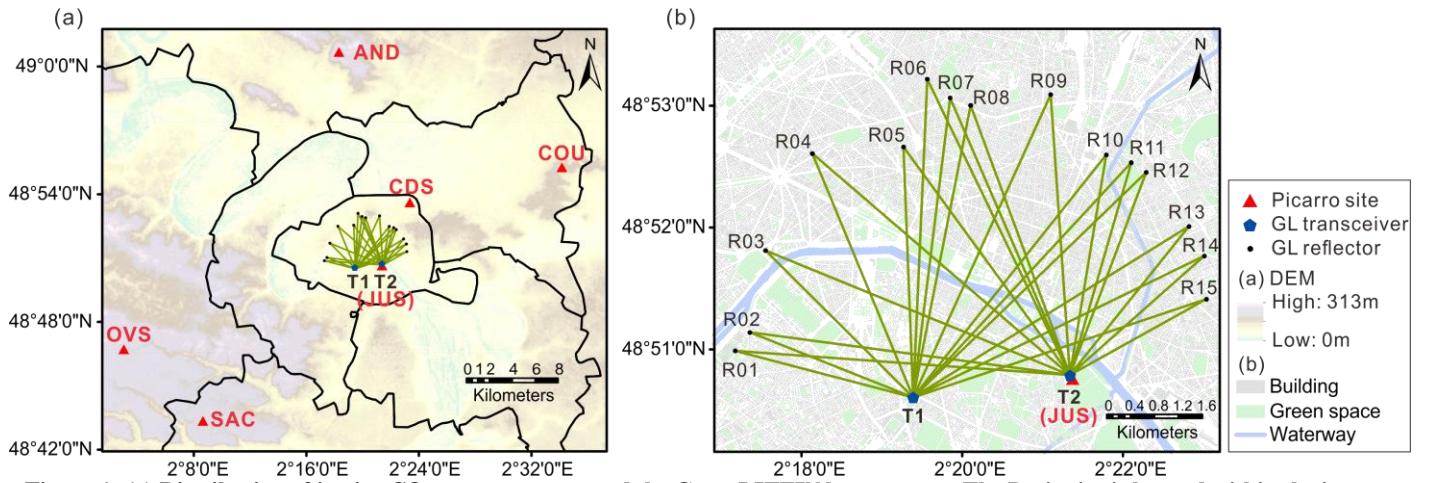 (a)
(b)
N
AND
COU
CDS
T1 T2
(JUS)
OVS
SAC
49°0'0"N
48°54'0"N
48°48'0"N
48°42'0"N
2°8'0"E
2°16'0"E
2°24'0"E
2°32'0"E
0 1 2 4 6 8
Kilometers
N
R06
R07
R08
R09
R04
R05
R10
R11
R12
R03
R13
R14
R15
R02
R01
T1
T2
(JUS)
48°53'0"N
48°52'0"N
48°51'0"N
2°18'0"E
2°20'0"E
2°22'0"E
0 0.4 0.8 1.2 1.6
Kilometers
Picarro site
GL transceiver
GL reflector
(a) DEM
High: 313m
Low: 0m
(b)
Building
Green space
Waterway